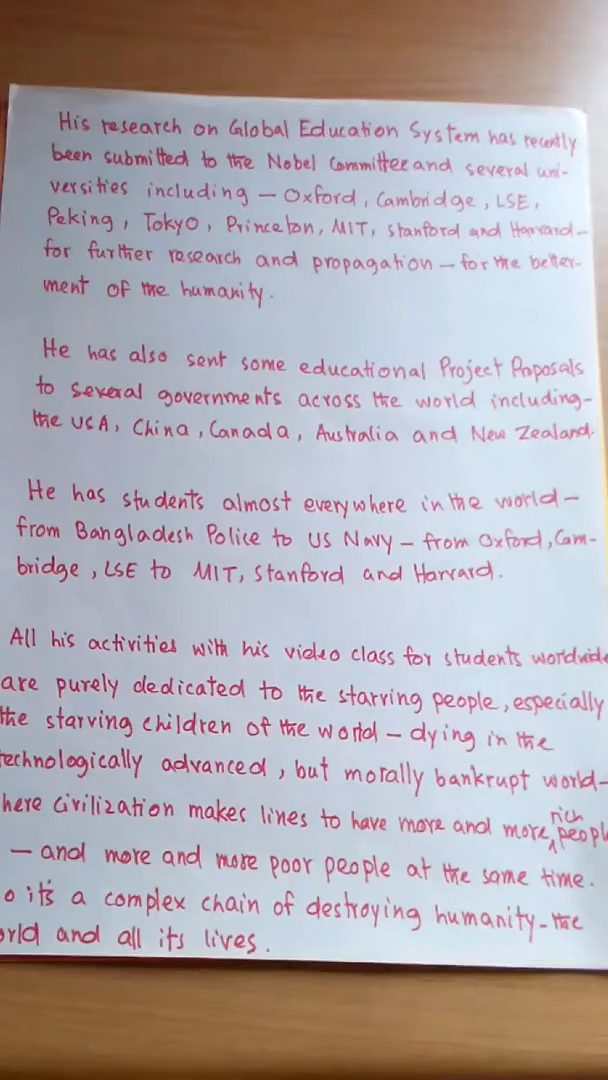 His research on Global Education System has recently
been submitted to the Nobel Committee and several uni-
versities including — Oxford, Cambridge, LSE,
Peking, Tokyo, Princeton, MIT, Stanford and Harvard —
for further research and propagation — for the better-
ment of the humanity.
He has also sent some educational Project Proposals
to several governments across the world including-
the USA, China, Canada, Australia and New Zealand.
He has students almost everywhere in the world —
from Bangladesh Police to US Navy — from Oxford, Cam-
bridge, LSE to MIT, Stanford and Harvard.
All his activities with his video class for students worldwide
are purely dedicated to the starving people, especially
the starving children of the world — dying in the
technologically advanced, but morally bankrupt world —
here civilization makes lines to have more and more rich people
— and more and more poor people at the same time.
o it's a complex chain of destroying humanity - the
orld and all its lives.